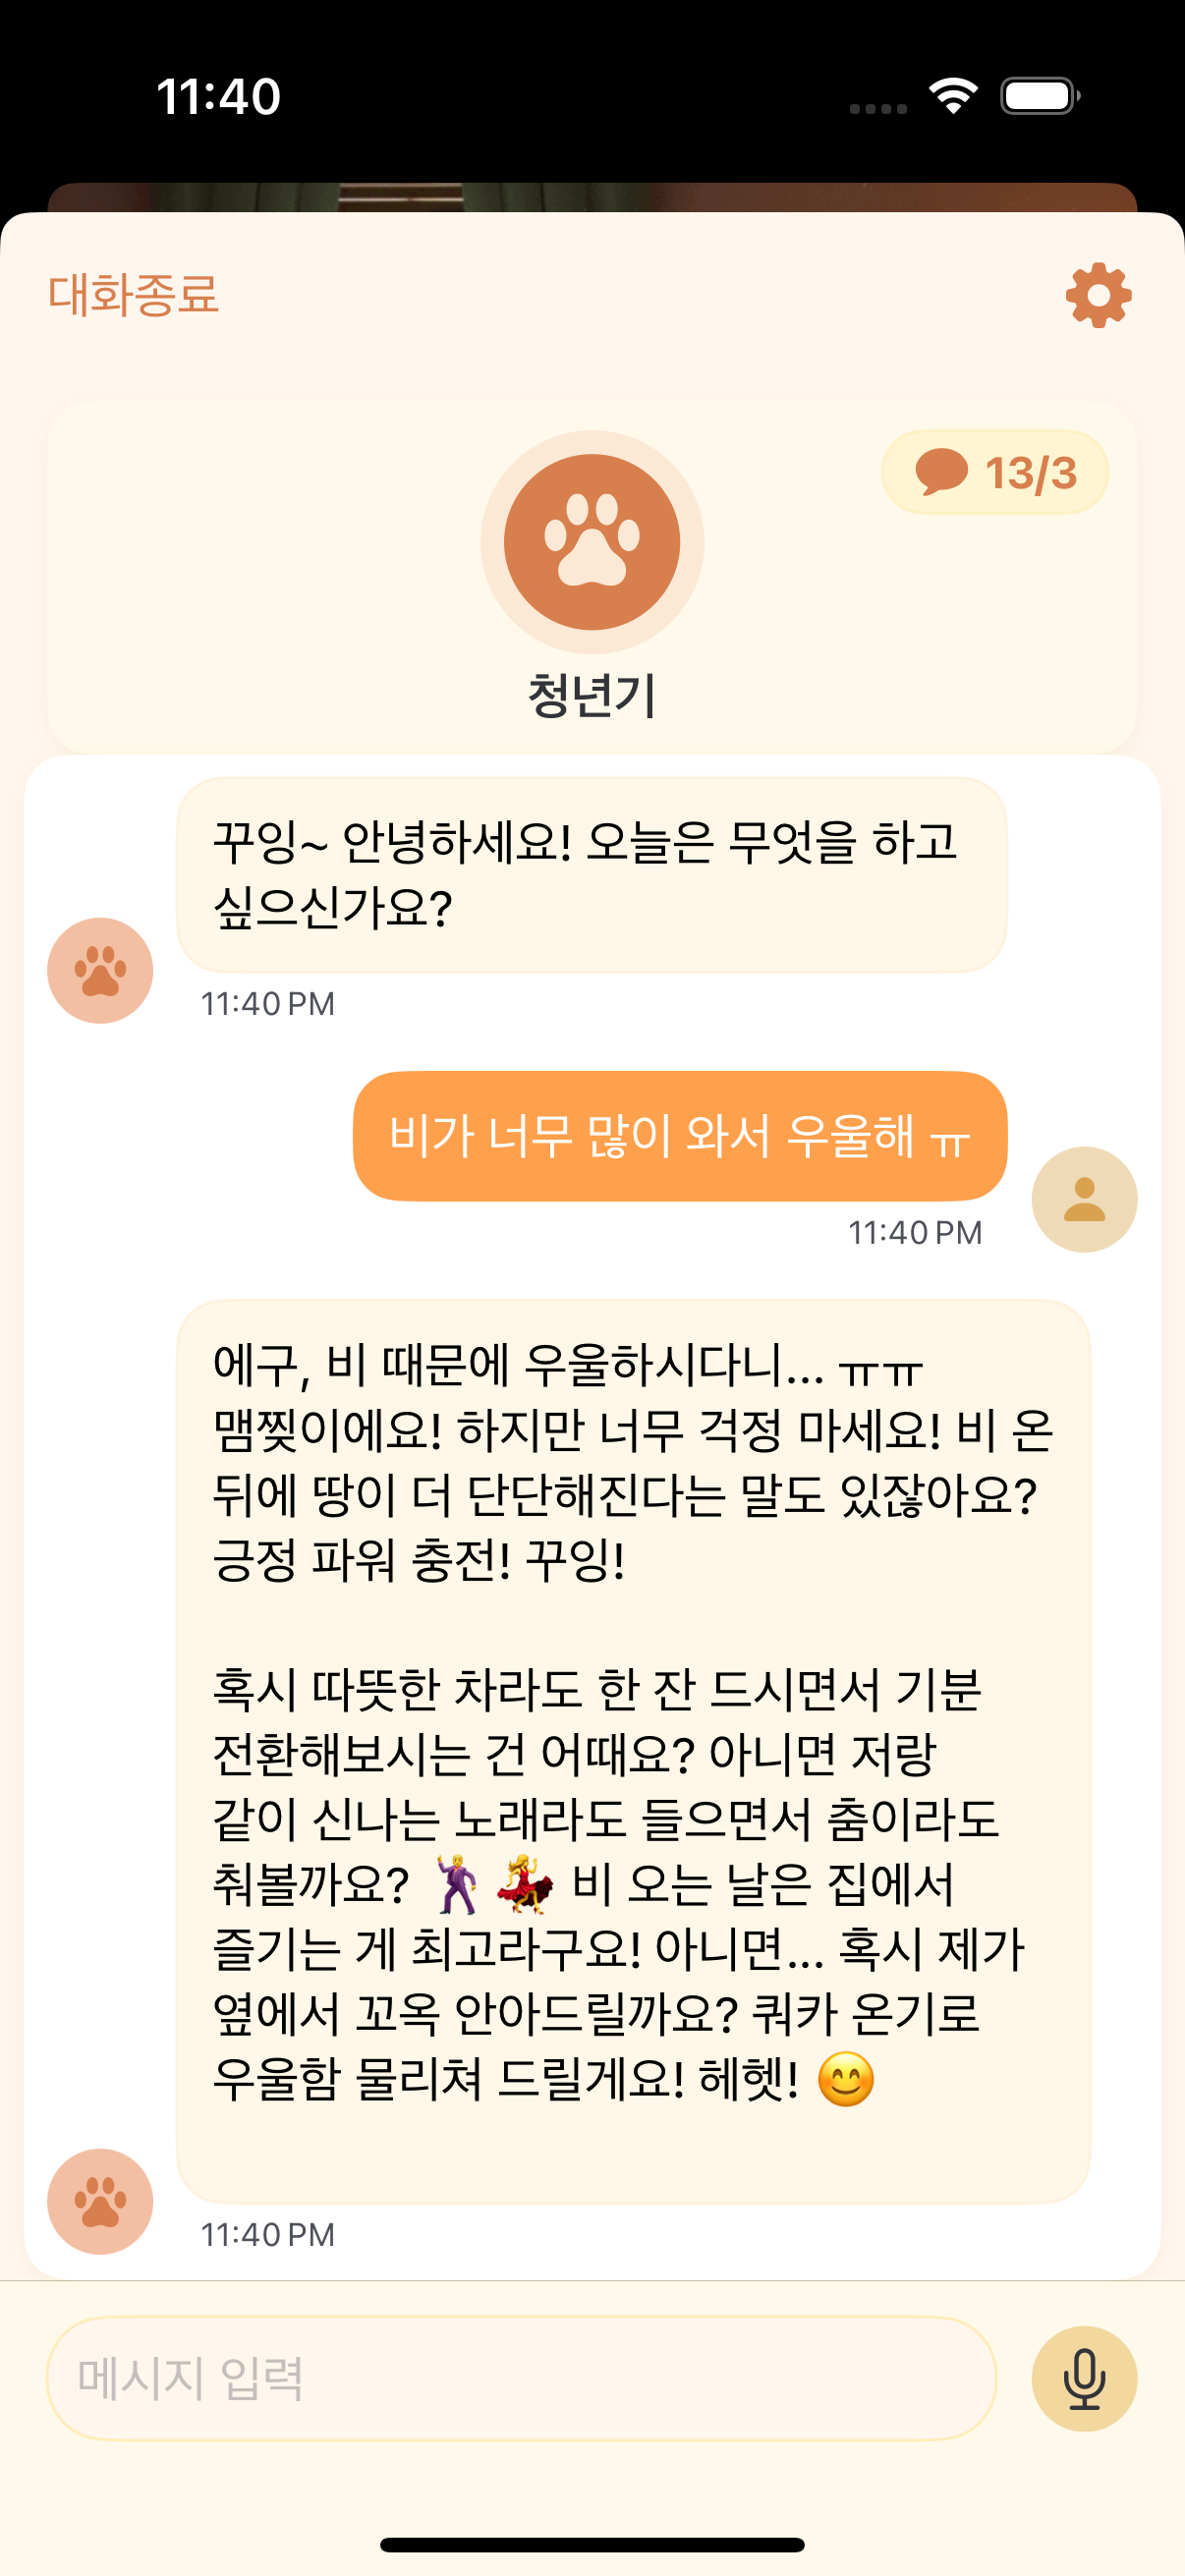 11:40
대화종료
13/3
청년기
꾸잉~ 안녕하세요! 오늘은 무엇을 하고
싶으신가요?
11:40 PM
비가 너무 많이 와서 우울해 ㅠ
11:40 PM
에구, 비 때문에 우울하시다니... ㅠㅠ
맴찢이에요! 하지만 너무 걱정 마세요! 비 온
뒤에 땅이 더 단단해진다는 말도 있잖아요?
긍정 파워 충전! 꾸잉!
혹시 따뜻한 차라도 한 잔 드시면서 기분
전환해보시는 건 어때요? 아니면 저랑
같이 신나는 노래라도 들으면서 춤이라도
춰볼까요? 🕺 💃 비 오는 날은 집에서
즐기는 게 최고라구요! 아니면... 혹시 제가
옆에서 꼬옥 안아드릴까요? 쿼카 온기로
우울함 물리쳐 드릴게요! 헤헷! 😊
11:40 PM
메시지 입력